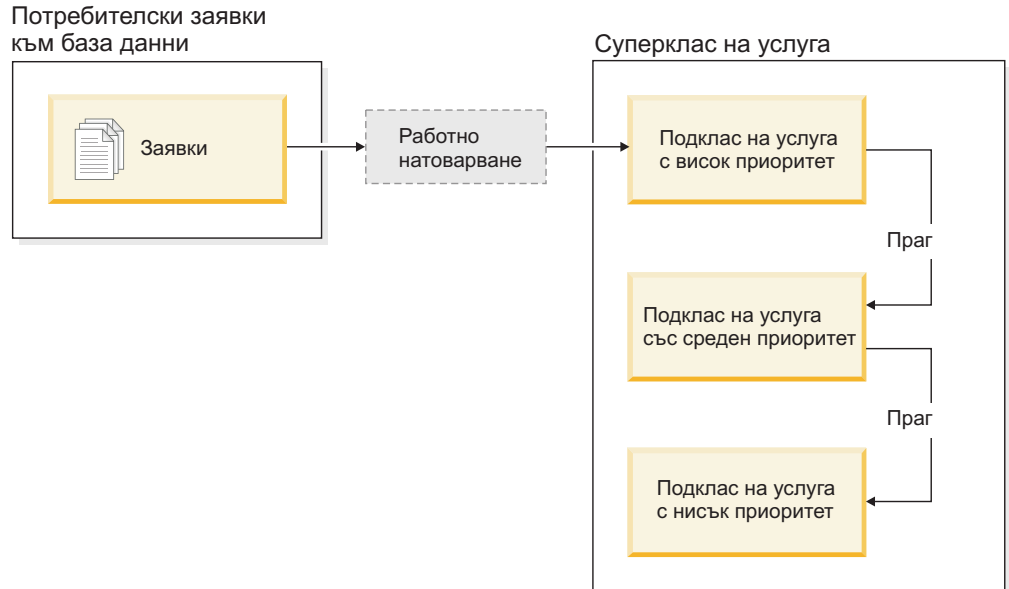 Потребителски заявки
към база данни
Заявки
Работно
натоварване
Суперклас на услуга
Подклас на услуга
с висок приоритет
Праг
Подклас на услуга
със среден приоритет
Праг
Подклас на услуга
с нисък приоритет